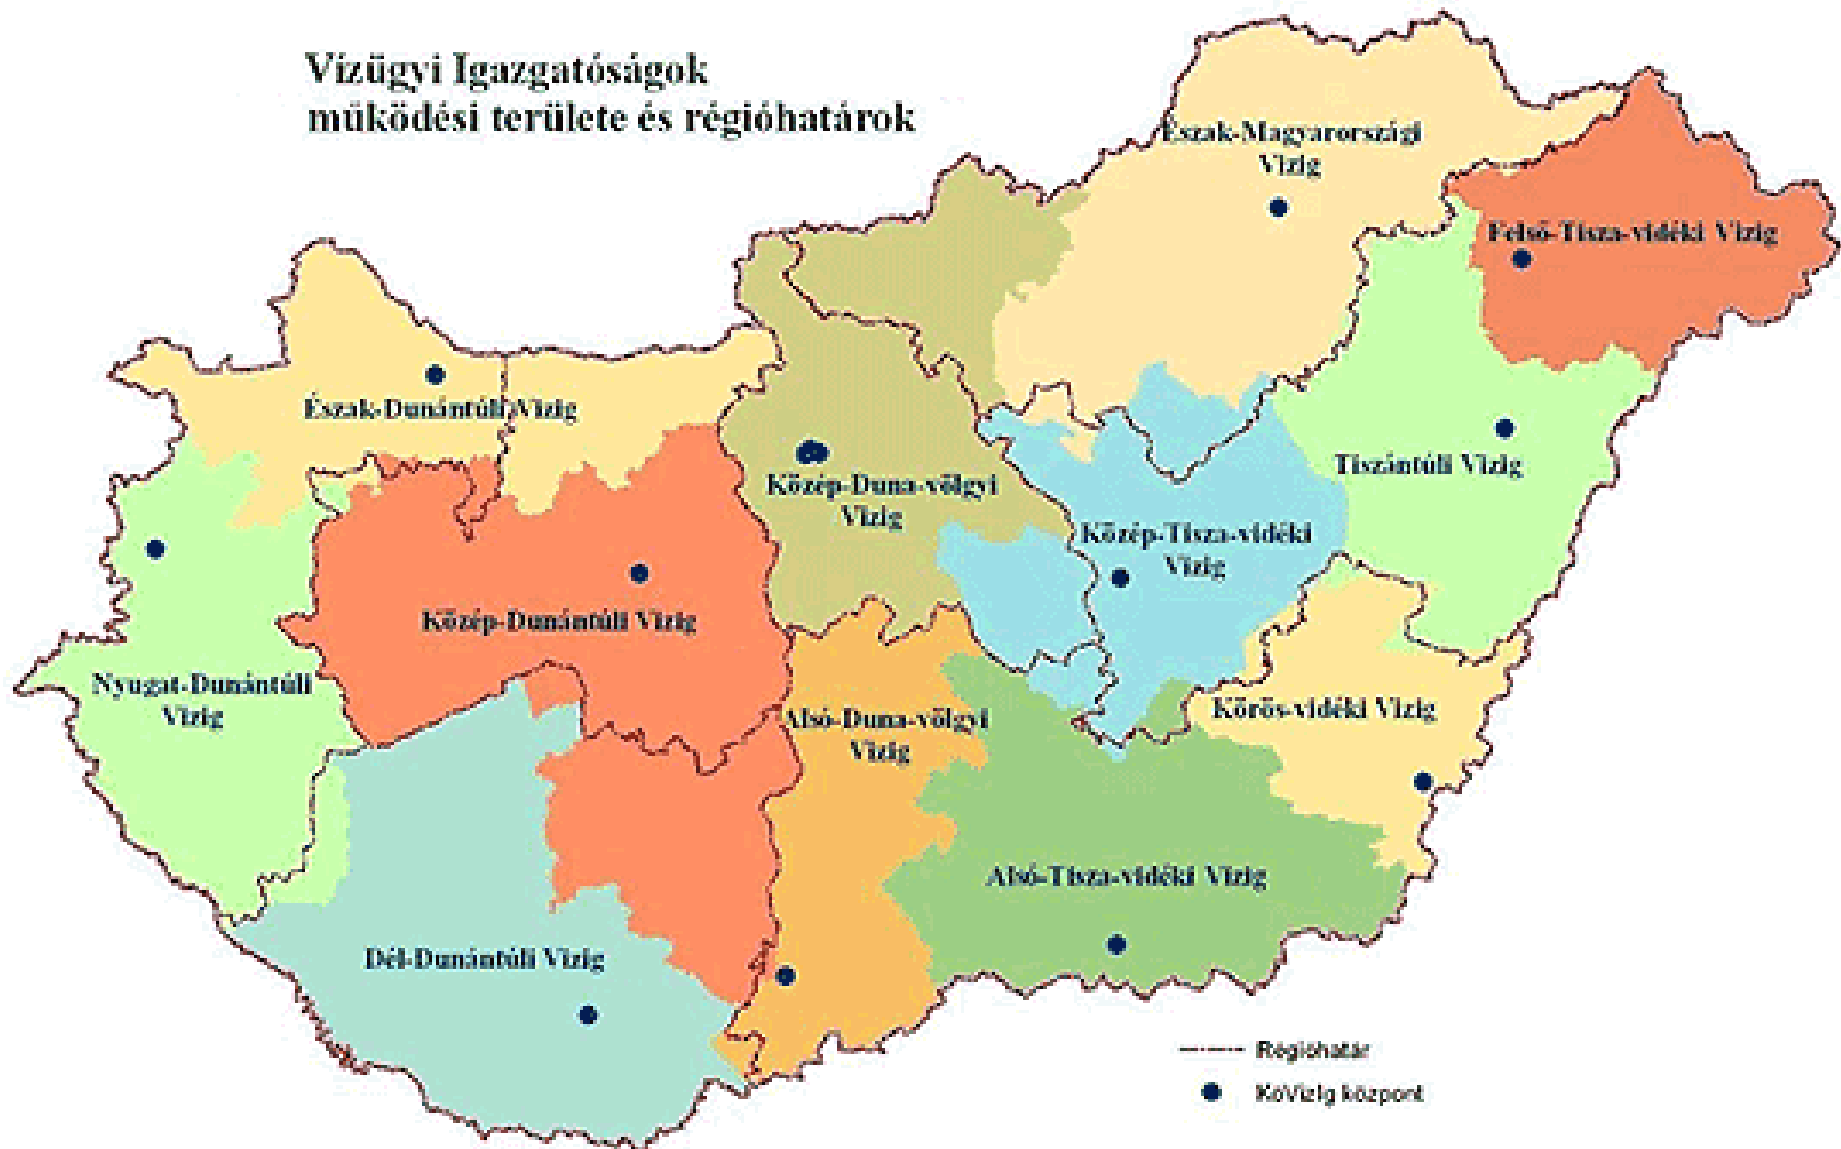 Vízügyi Igazgatóságok
működési területe és régióhatárok
Észak-Magyarországi
Vizig
Felső-Tisza-vidéki Vizig
Észak-Dunántúli Vizig
Tiszántúli Vizig
Közép-Duna-völgyi
Vizig
Közép-Tisza-vidéki
Vizig
Közép-Dunántúli Vizig
Nyugat-Dunántúli
Vizig
Alsó-Duna-völgyi
Vizig
Körös-vidéki Vizig
Alsó-Tisza-vidéki Vizig
Dél-Dunántúli Vizig
Régióhatár
KöVizig központ